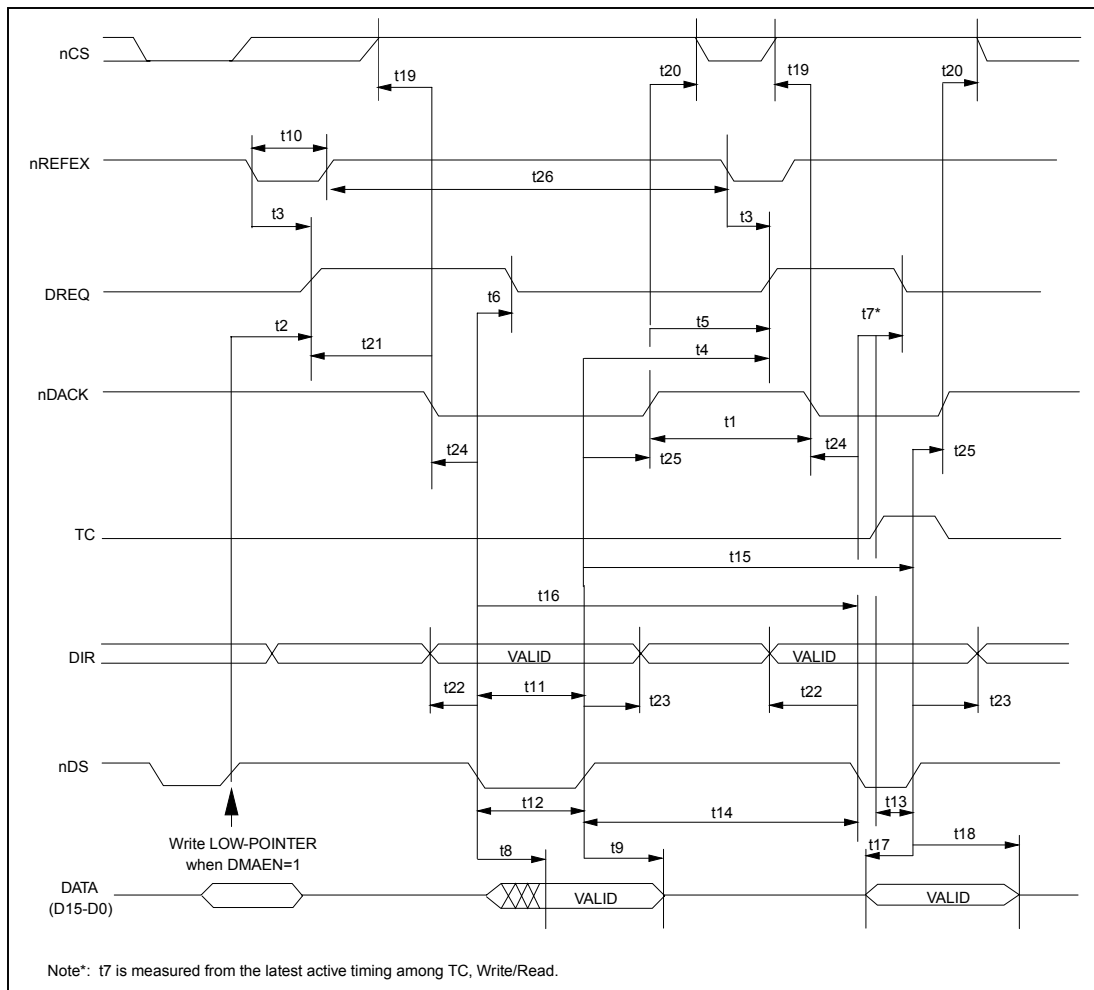 nCS
t19
t20
t19
t20
t10
nREFEX
t26
t3
t3
DREQ
t6
t7*
t2
t5
t21
t4
nDACK
t1
t24
t25
t24
t25
TC
t15
t16
DIR
VALID
VALID
t22
t11
t23
t22
t23
nDS
t12
t13
t14
Write LOW-POINTER
when DMAEN=1
t8
t9
t17
t18
DATA
(D15-D0)
VALID
VALID
Note*: t7 is measured from the latest active timing among TC, Write/Read.